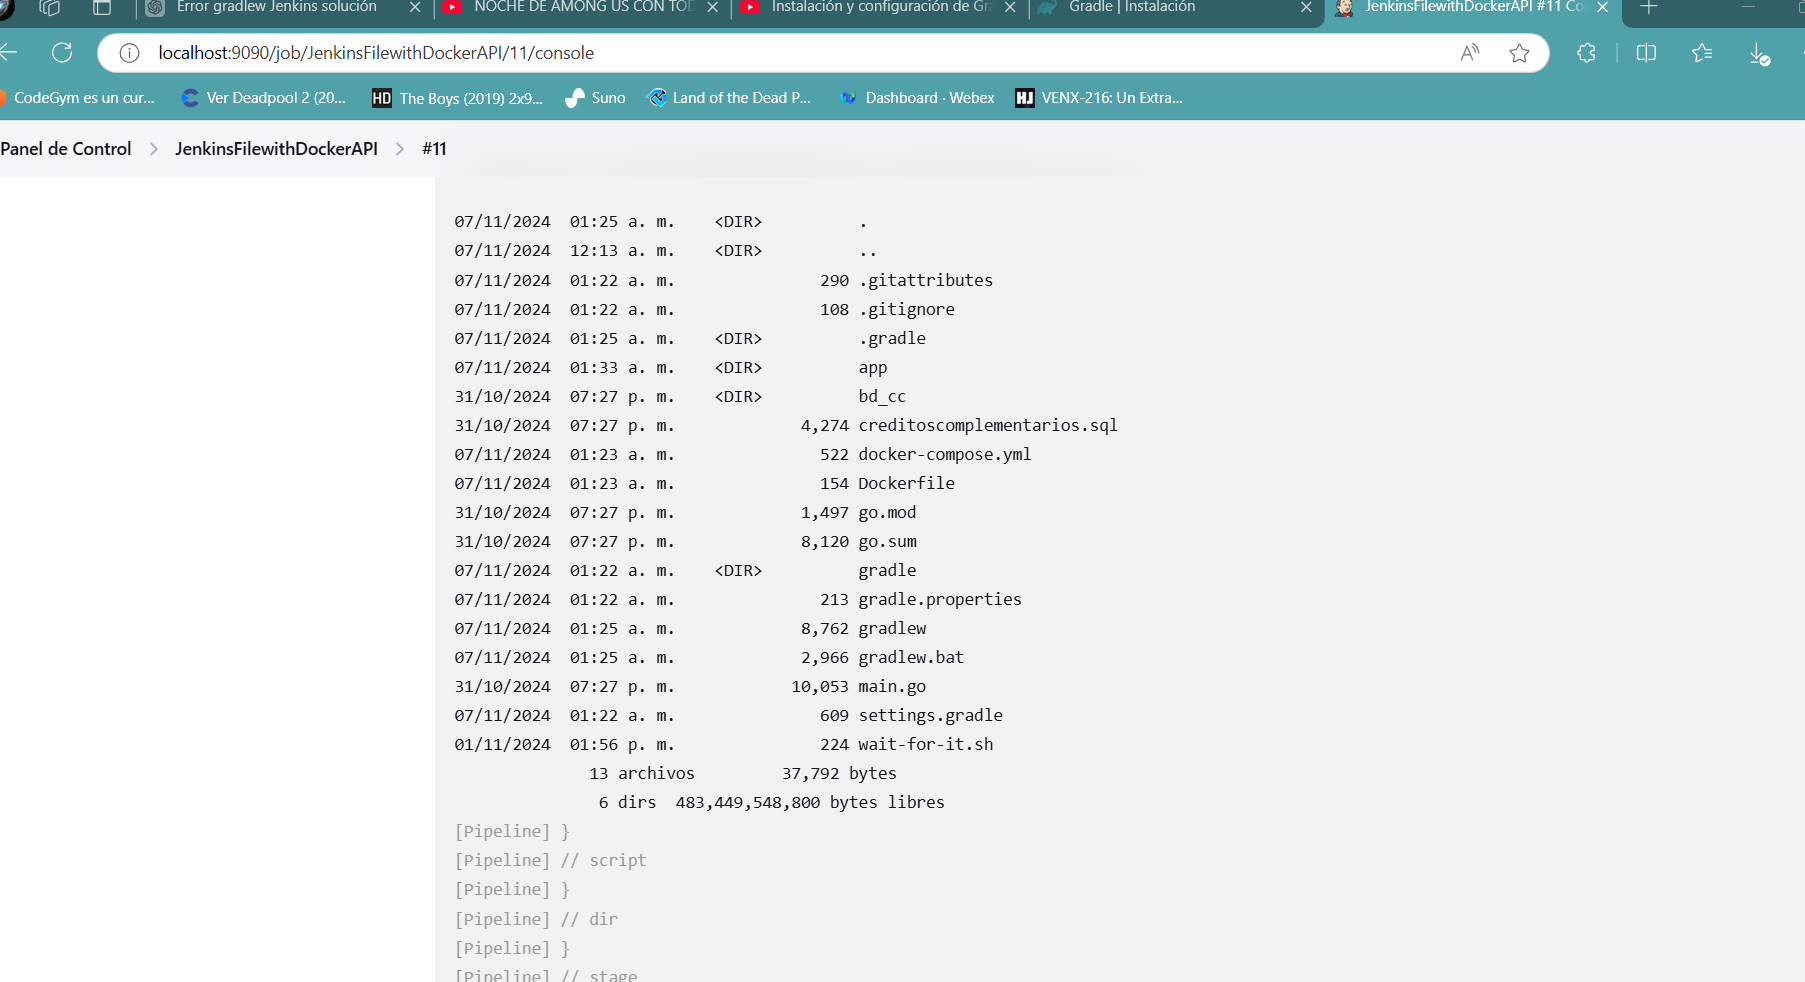 Error gradlew Jenkins solución
NOCHE DE AMONG US CON TOD
Instalación y configuración de Gra
Gradle | Instalación
JenkinsFilewithDockerAPI #11 Co
localhost:9090/job/JenkinsFilewithDockerAPI/11/console
CodeGym es un cur...
Ver Deadpool 2 (20...
HD The Boys (2019) 2x9...
Suno
Land of the Dead P...
Dashboard · Webex
HJ VENX-216: Un Extra...
Panel de Control > JenkinsFilewithDockerAPI > #11
07/11/2024  01:25 a. m.    <DIR>          .
07/11/2024  12:13 a. m.    <DIR>          ..
07/11/2024  01:22 a. m.               290 .gitattributes
07/11/2024  01:22 a. m.               108 .gitignore
07/11/2024  01:25 a. m.    <DIR>          .gradle
07/11/2024  01:33 a. m.    <DIR>          app
31/10/2024  07:27 p. m.    <DIR>          bd_cc
31/10/2024  07:27 p. m.             4,274 creditoscomplementarios.sql
07/11/2024  01:23 a. m.               522 docker-compose.yml
07/11/2024  01:23 a. m.               154 Dockerfile
31/10/2024  07:27 p. m.             1,497 go.mod
31/10/2024  07:27 p. m.             8,120 go.sum
07/11/2024  01:22 a. m.    <DIR>          gradle
07/11/2024  01:22 a. m.               213 gradle.properties
07/11/2024  01:25 a. m.             8,762 gradlew
07/11/2024  01:25 a. m.             2,966 gradlew.bat
31/10/2024  07:27 p. m.            10,053 main.go
07/11/2024  01:22 a. m.               609 settings.gradle
01/11/2024  01:56 p. m.               224 wait-for-it.sh
13 archivos         37,792 bytes
6 dirs  483,449,548,800 bytes libres
[Pipeline] }
[Pipeline] // script
[Pipeline] }
[Pipeline] // dir
[Pipeline] }
[Pipeline] // stage